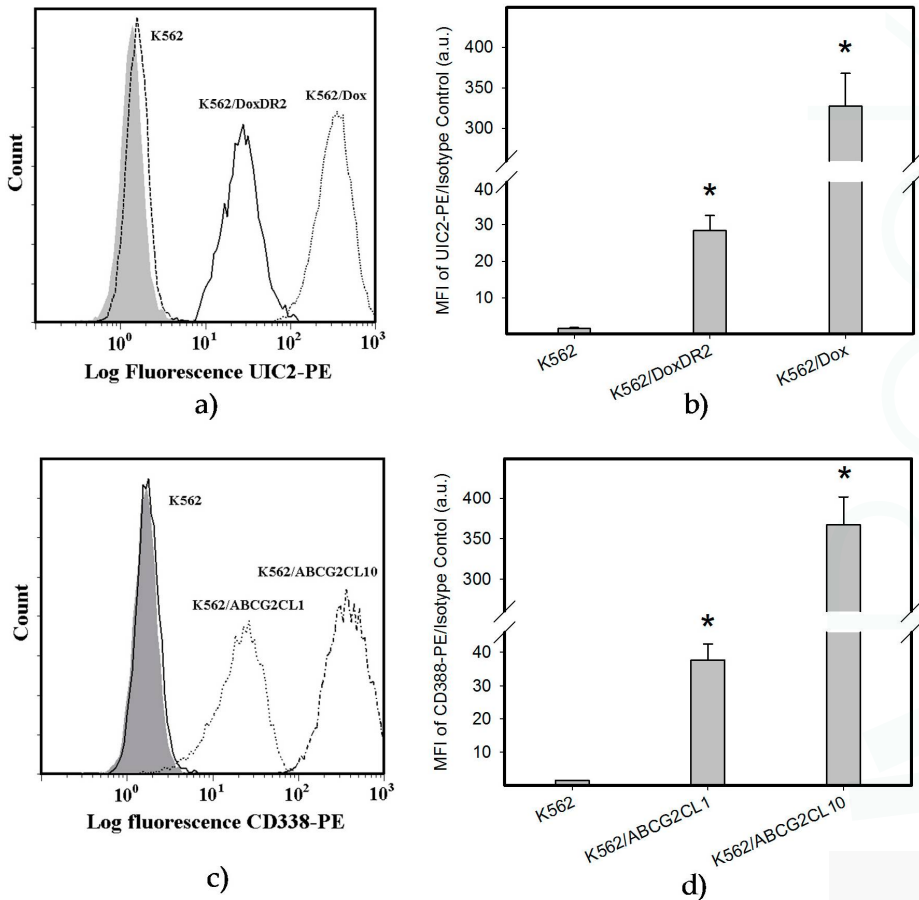 K562
K562/DoxDR2
K562/Dox
Count
10⁰
10¹
10²
10³
Log Fluorescence UIC2-PE
a)
MFI of UIC2-PE/Isotype Control (a.u.)
400
350
300
40
30
20
10
*
*
K562
K562/DoxDR2
K562/Dox
b)
K562
K562/ABCG2CL10
K562/ABCG2CL1
Count
10⁰
10¹
10²
10³
Log fluorescence CD338-PE
c)
MFI of CD388-PE/Isotype Contol (a.u.)
400
350
300
40
30
20
10
*
*
K562
K562/ABCG2CL1
K562/ABCG2CL10
d)